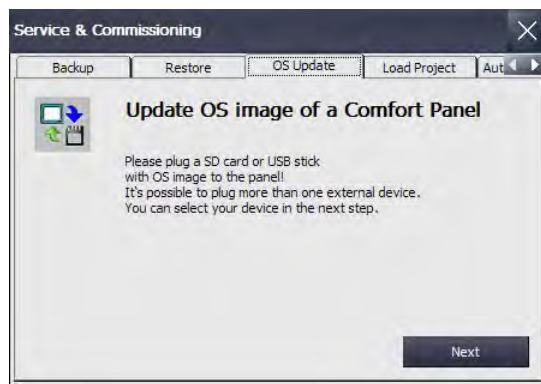 Service & Commissioning
Backup
Restore
OS Update
Load Project
Aut
Update OS image of a Comfort Panel
Please plug a SD card or USB stick
with OS image to the panel!
It's possible to plug more than one external device.
You can select your device in the next step.
Next